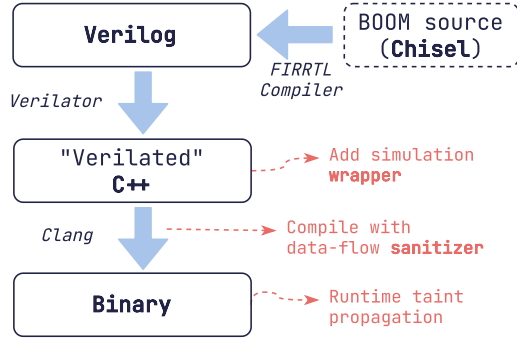 Verilog
BOOM source
(Chisel)
FIRRTL
Compiler
Verilator
"Verilated"
C++
Add simulation
wrapper
Clang
Compile with
data-flow sanitizer
Binary
Runtime taint
propagation